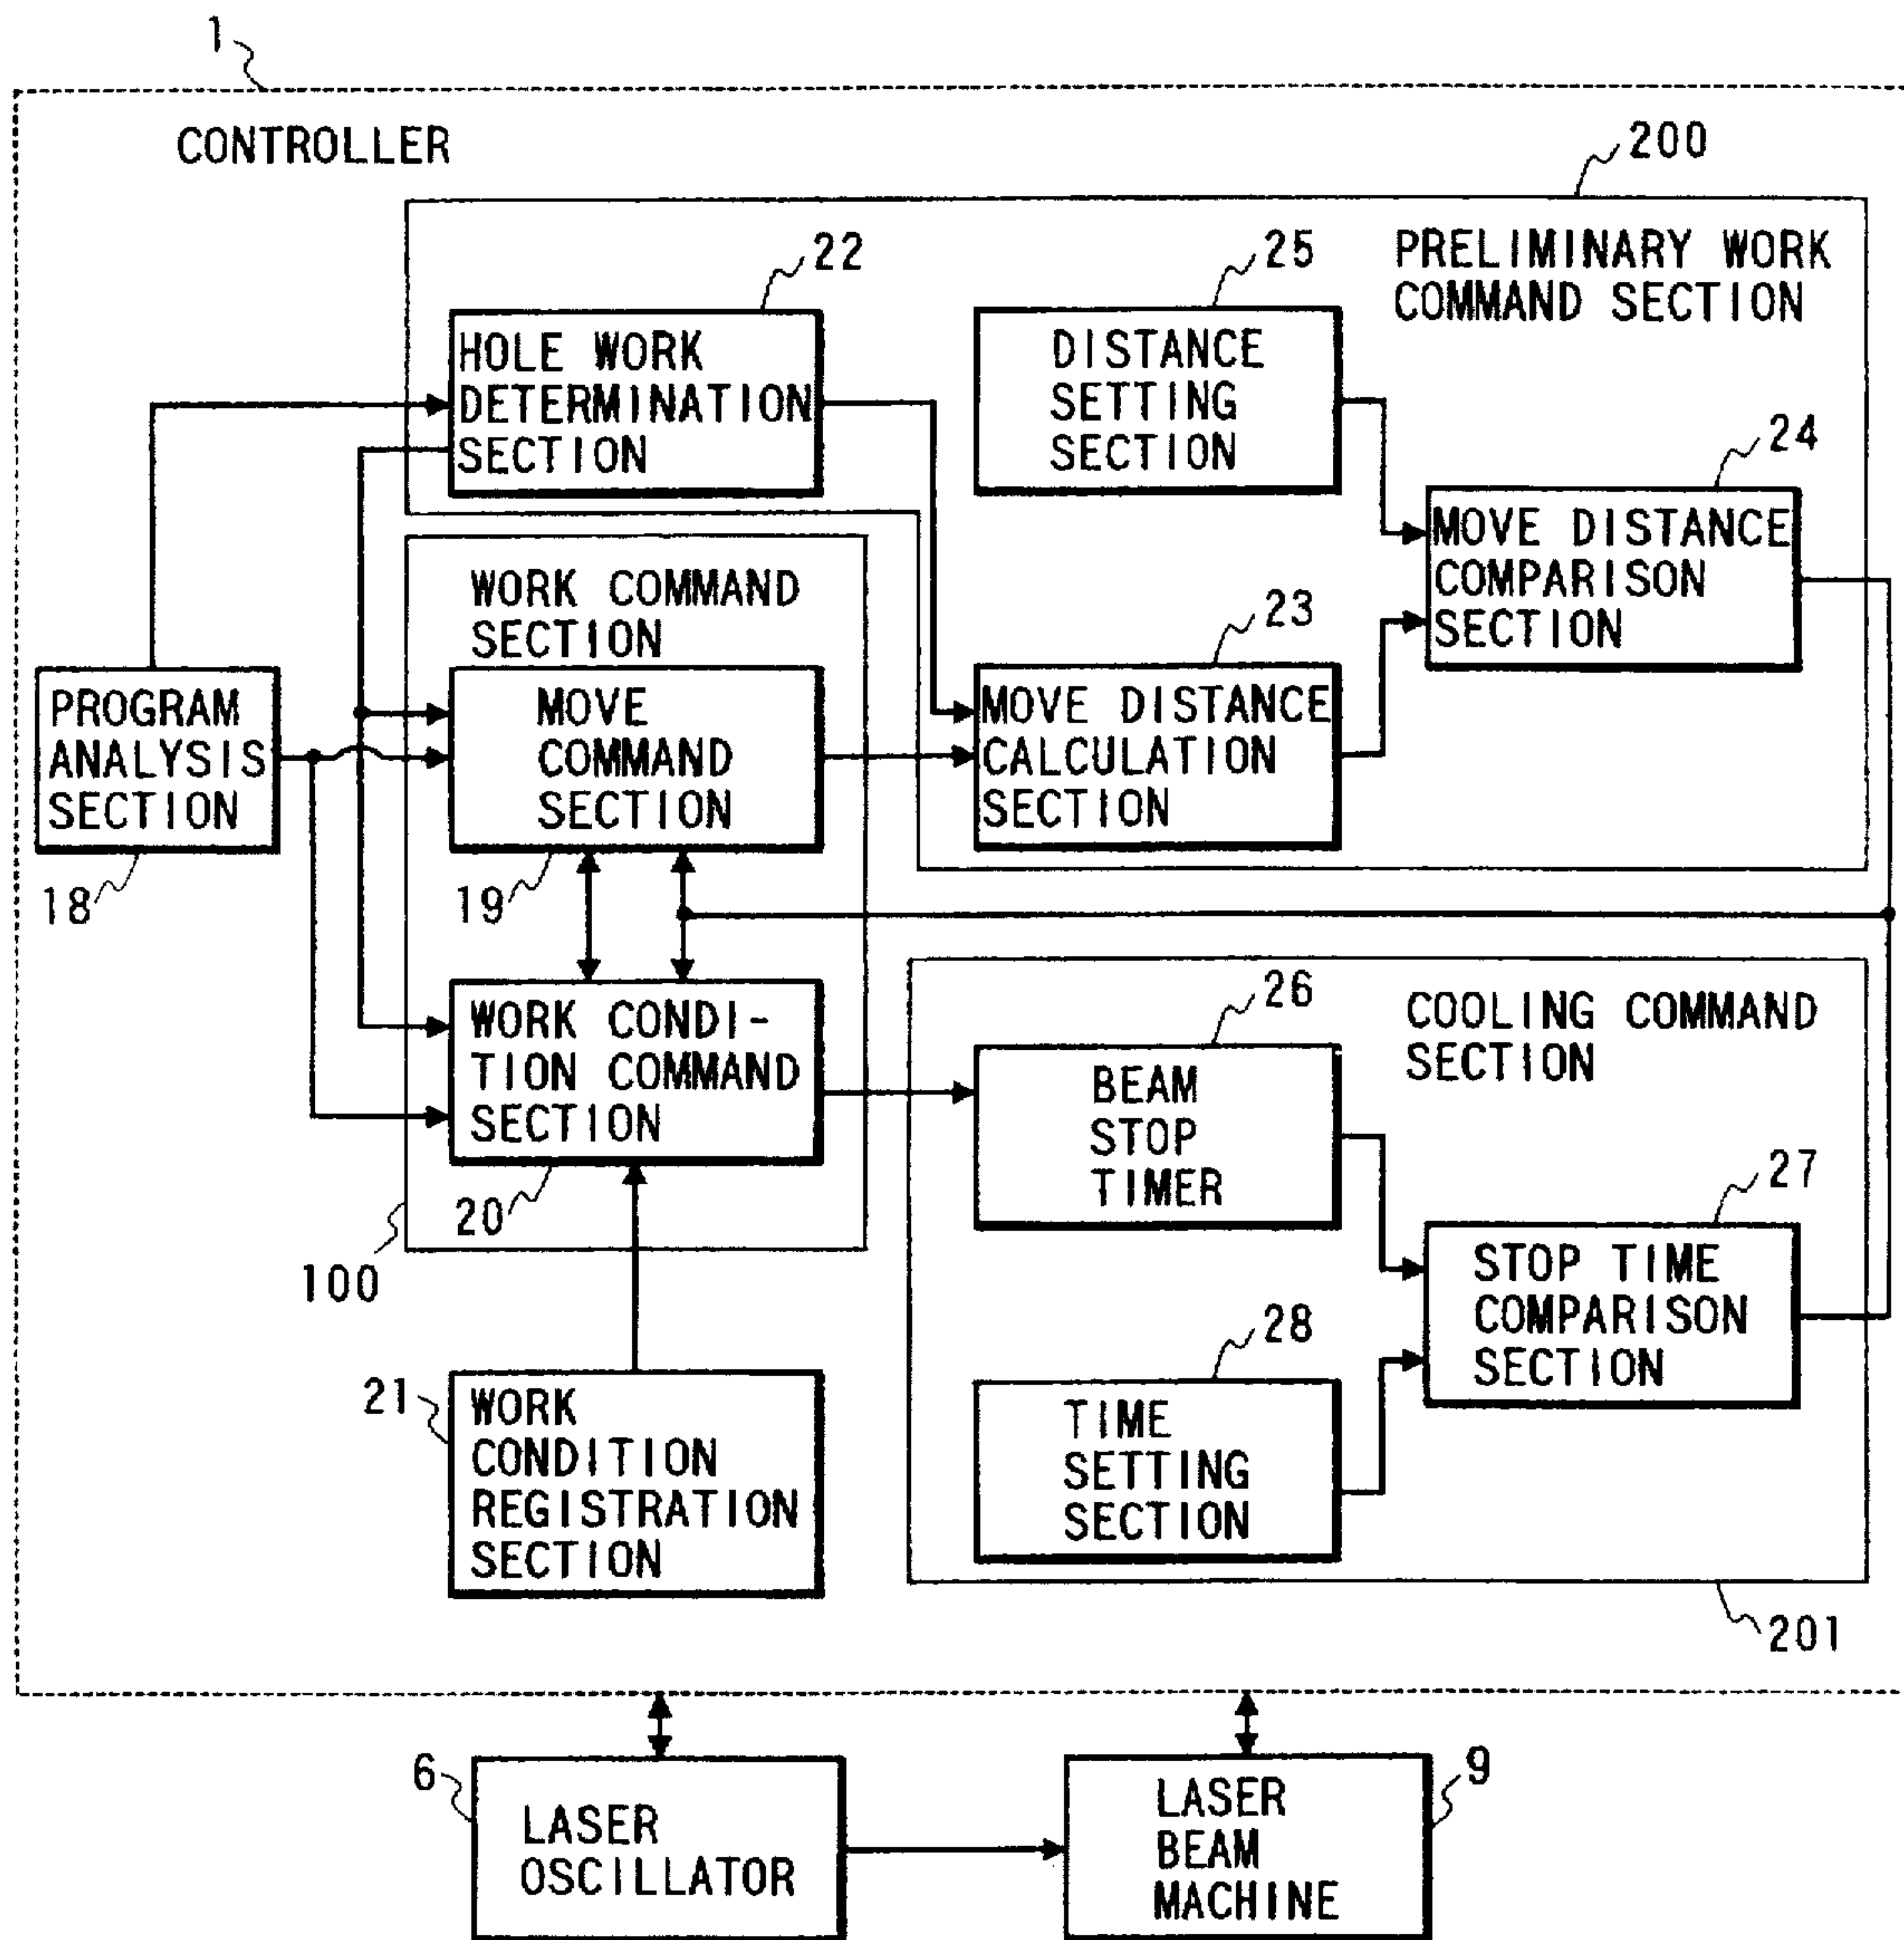 1
CONTROLLER
200
PRELIMINARY WORK
COMMAND SECTION
22
HOLE WORK
DETERMINATION
SECTION
25
DISTANCE
SETTING
SECTION
24
MOVE DISTANCE
COMPARISON
SECTION
WORK COMMAND
SECTION
23
MOVE DISTANCE
CALCULATION
SECTION
PROGRAM
ANALYSIS
SECTION
18
MOVE
COMMAND
SECTION
19
WORK CONDI-
TION COMMAND
SECTION
20
100
26
BEAM
STOP
TIMER
COOLING COMMAND
SECTION
27
STOP TIME
COMPARISON
SECTION
28
TIME
SETTING
SECTION
201
21
WORK
CONDITION
REGISTRATION
SECTION
6
LASER
OSCILLATOR
9
LASER
BEAM
MACHINE